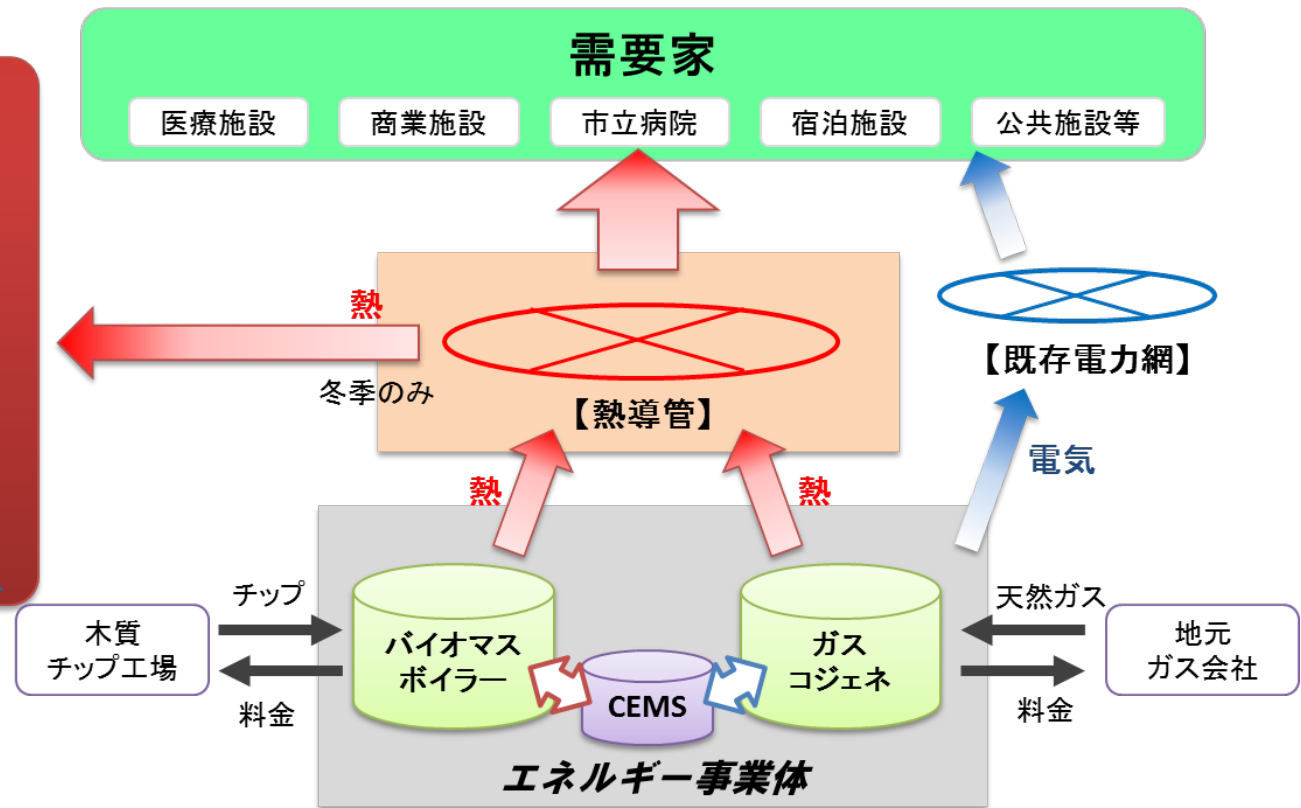 需要家
医療施設
商業施設
市立病院
宿泊施設
公共施設等
熱
冬季のみ
【熱導管】
【既存電力網】
熱
熱
電気
チップ
木質
チップ工場
料金
バイオマス
ボイラー
CEMS
ガス
コジェネ
天然ガス
地元
ガス会社
料金
エネルギー事業体